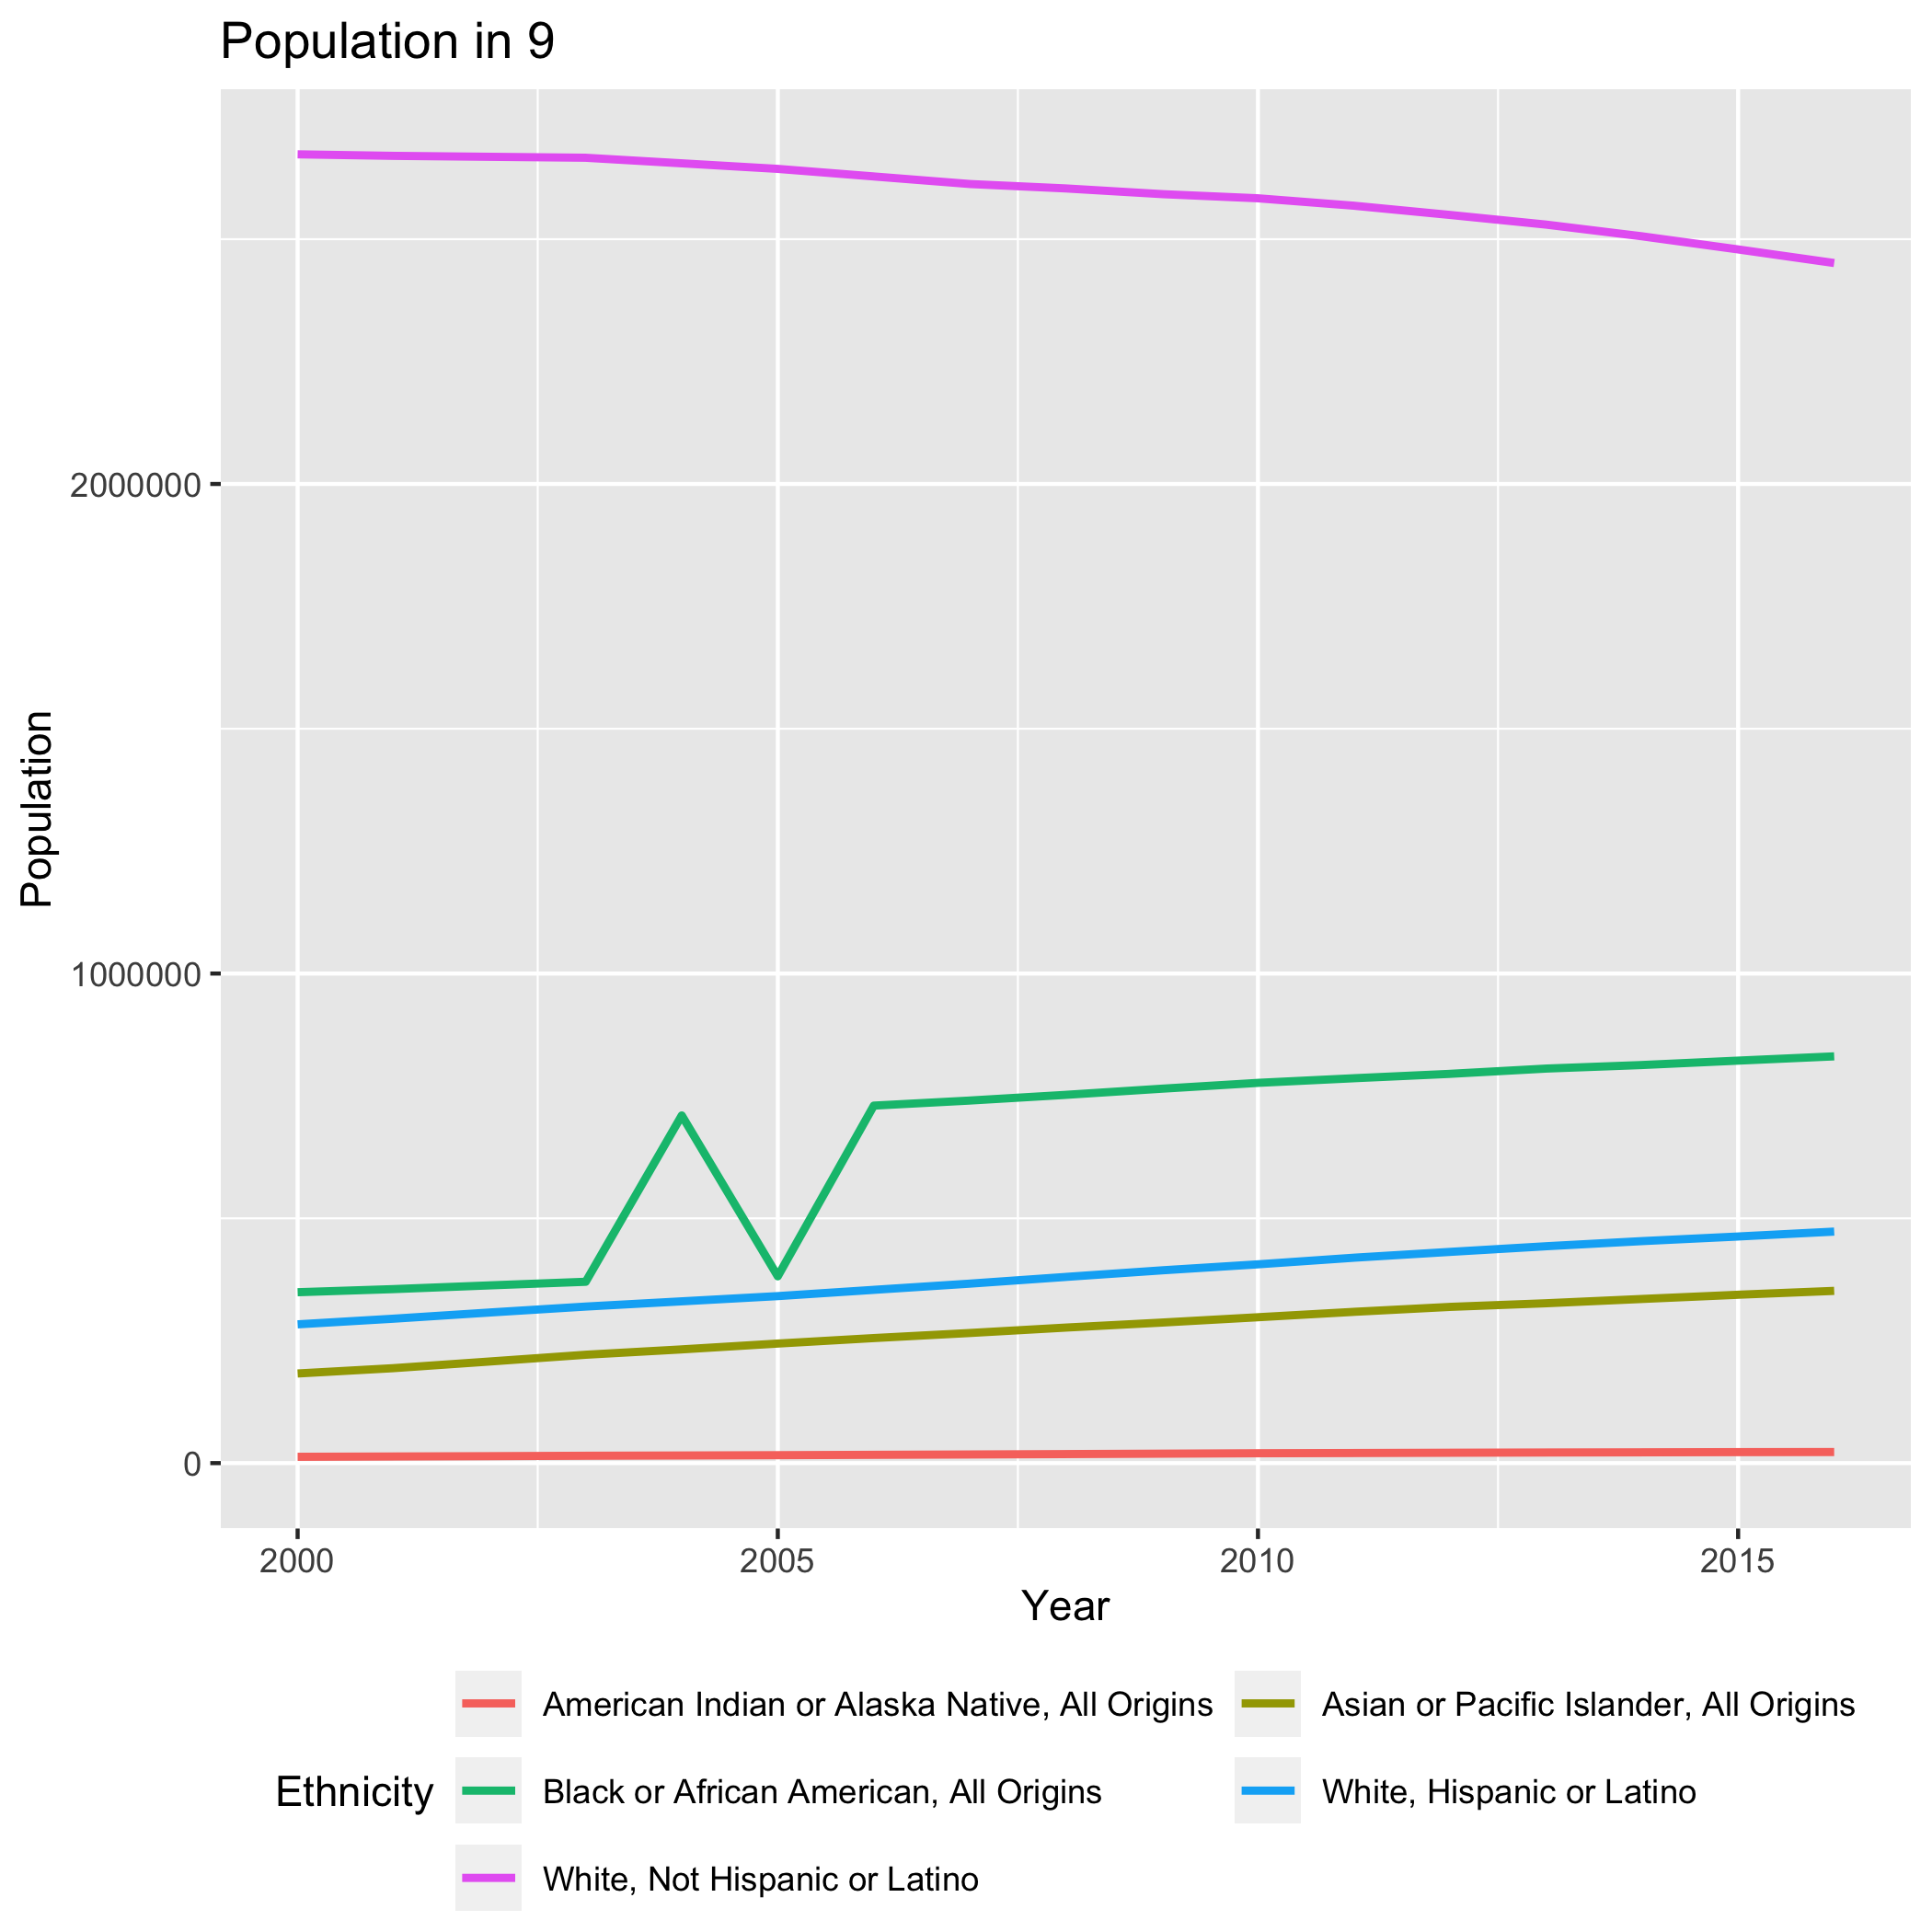 Population in 9
Population
2000000
1000000
0
2000 2005 2010 2015
Year
Ethnicity
American Indian or Alaska Native, All Origins
Asian or Pacific Islander, All Origins
Black or African American, All Origins
White, Hispanic or Latino
White, Not Hispanic or Latino